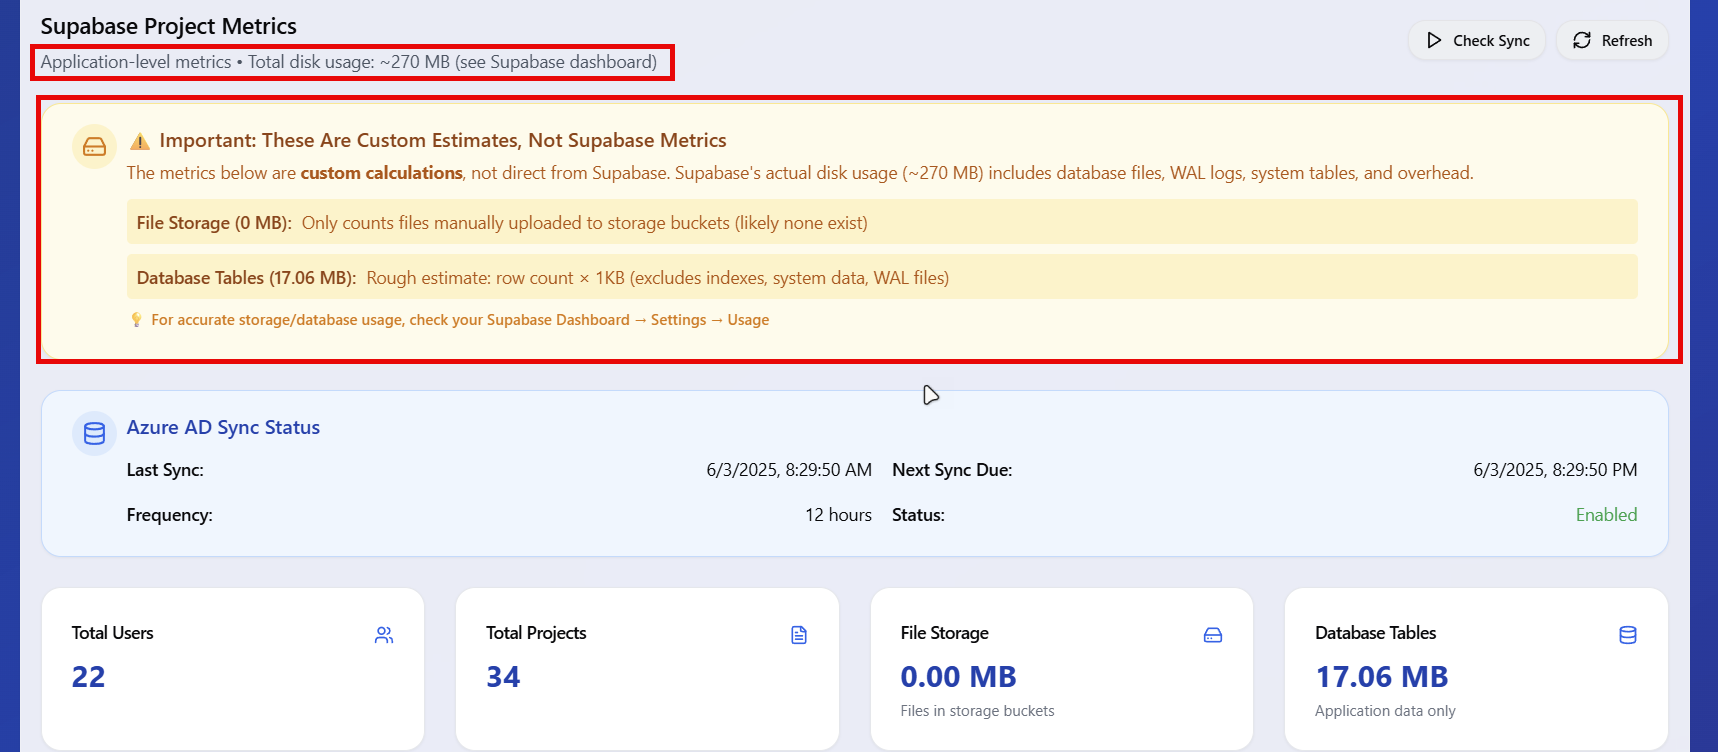 Supabase Project Metrics
Application-level metrics • Total disk usage: ~270 MB (see Supabase dashboard)
Check Sync
Refresh
⚠️ Important: These Are Custom Estimates, Not Supabase Metrics
The metrics below are custom calculations, not direct from Supabase. Supabase's actual disk usage (~270 MB) includes database files, WAL logs, system tables, and overhead.
File Storage (0 MB): Only counts files manually uploaded to storage buckets (likely none exist)
Database Tables (17.06 MB): Rough estimate: row count × 1KB (excludes indexes, system data, WAL files)
💡 For accurate storage/database usage, check your Supabase Dashboard → Settings → Usage
Azure AD Sync Status
Last Sync: 6/3/2025, 8:29:50 AM Next Sync Due: 6/3/2025, 8:29:50 PM
Frequency: 12 hours Status: Enabled
Total Users
22
Total Projects
34
File Storage
0.00 MB
Files in storage buckets
Database Tables
17.06 MB
Application data only